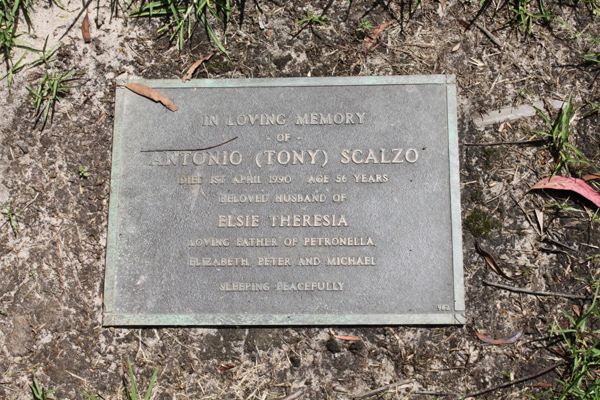 IN LOVING MEMORY
- OF -
ANTONIO (TONY) SCALZO
DIED 1ST APRIL 1990 AGE 56 YEARS
BELOVED HUSBAND OF
ELSIE THERESIA
LOVING FATHER OF PETRONELLA,
ELIZABETH, PETER AND MICHAEL
SLEEPING PEACEFULLY
962